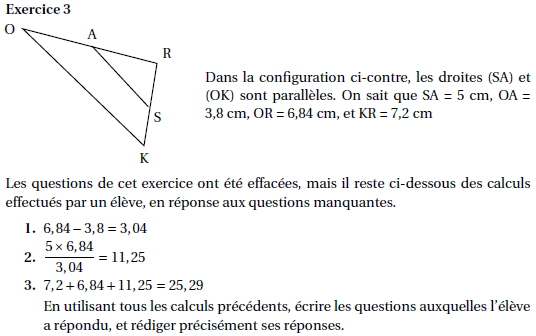 Exercice 3
O
A
R
S
K
Dans la configuration ci-contre, les droites (SA) et
(OK) sont parallèles. On sait que SA = 5 cm, OA =
3,8 cm, OR = 6,84 cm, et KR = 7,2 cm
Les questions de cet exercice ont été effacées, mais il reste ci-dessous des calculs
effectués par un élève, en réponse aux questions manquantes.
1. 6,84 − 3,8 = 3,04
2. \frac{5 × 6,84}{3,04} = 11,25
3. 7,2 + 6,84 + 11,25 = 25,29
En utilisant tous les calculs précédents, écrire les questions auxquelles l'élève
a répondu, et rédiger précisément ses réponses.